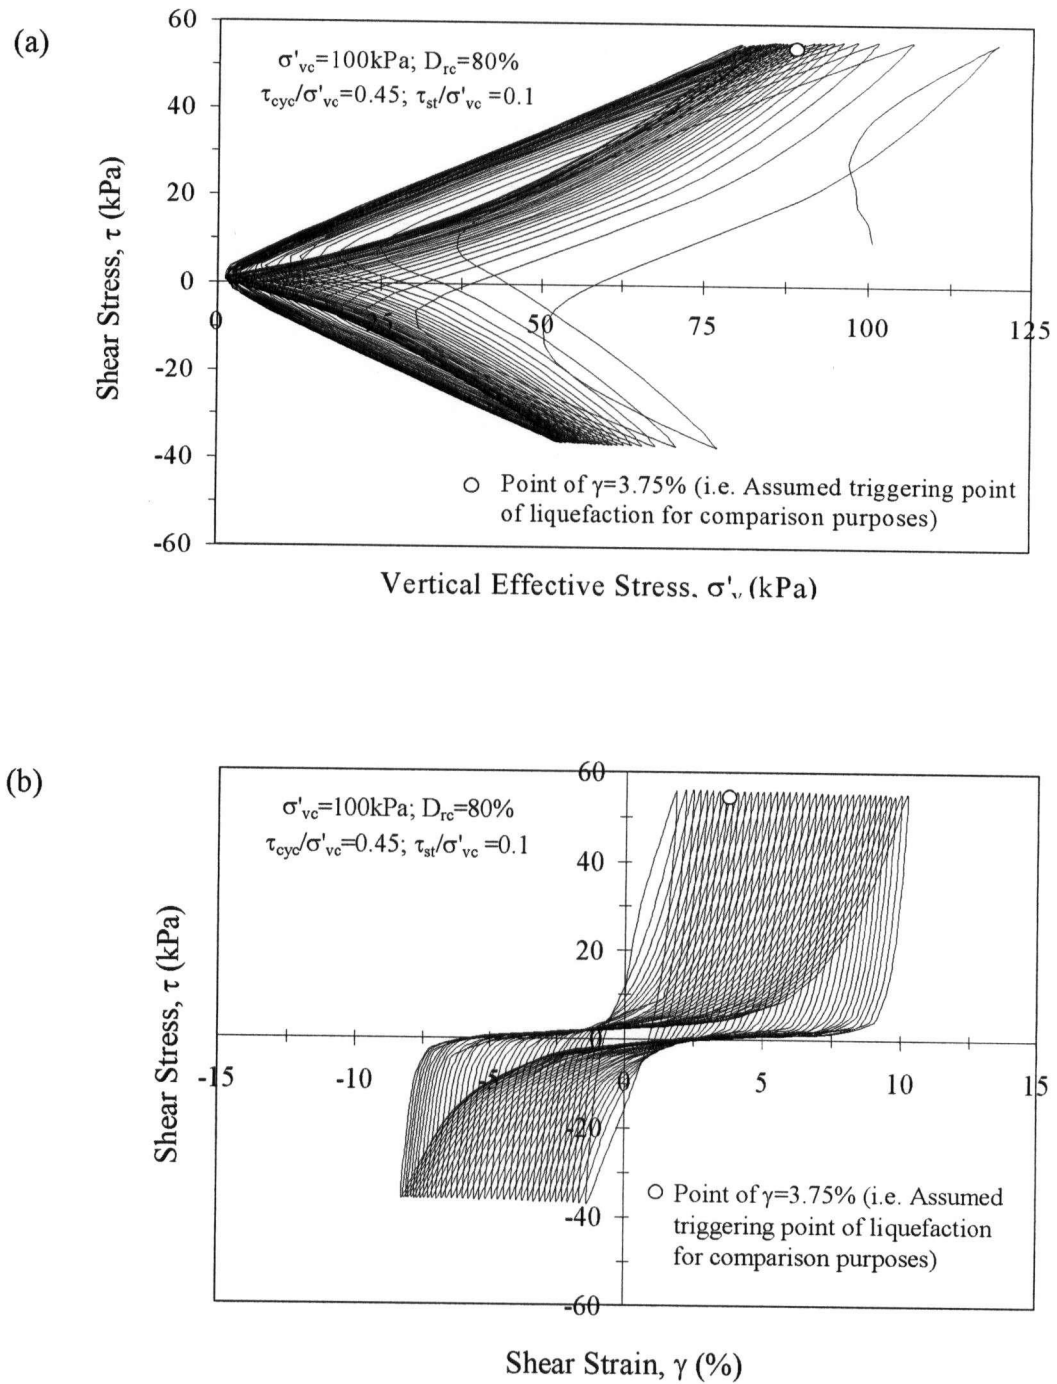 (a)
60
σ'vc=100kPa; Drc=80%
τcyc/σ'vc=0.45; τst/σ'vc =0.1
40
20
0
-20
-40
-60
Shear Stress, τ (kPa)
0
25
50
75
100
125
Point of γ=3.75% (i.e. Assumed triggering point
of liquefaction for comparison purposes)
Vertical Effective Stress, σ'v (kPa)
(b)
60
σ'vc=100kPa; Drc=80%
τcyc/σ'vc=0.45; τst/σ'vc =0.1
40
20
0
-20
-40
-60
Shear Stress, τ (kPa)
-15
-10
-5
0
5
10
15
Point of γ=3.75% (i.e. Assumed
triggering point of liquefaction
for comparison purposes)
Shear Strain, γ (%)